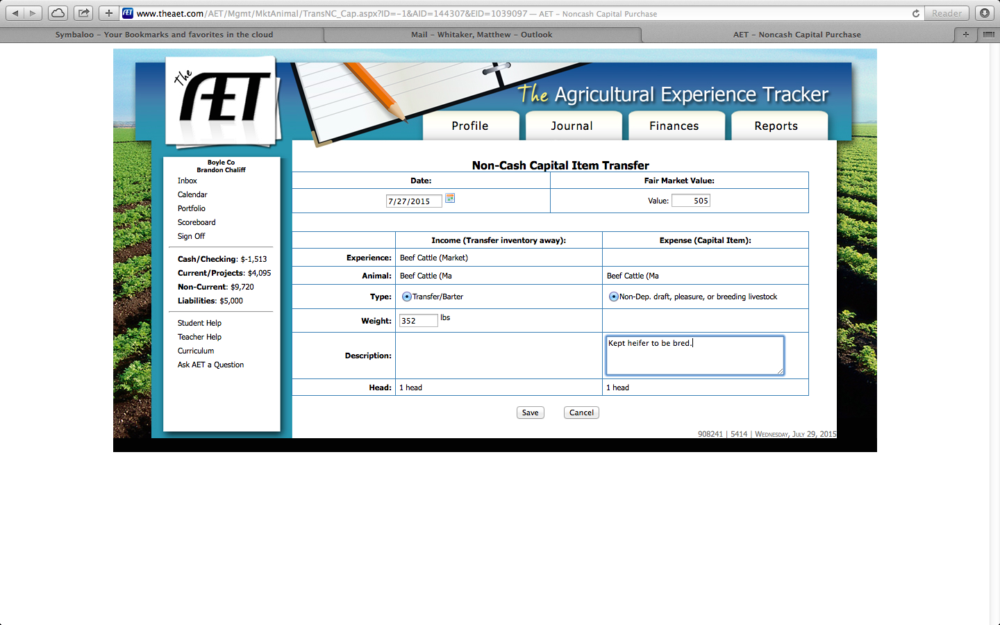 www.theaet.com/AET/Mgmt/MktAnimal/TransNC_Cap.aspx?ID=-1&AID=144307&EID=1039097 — AET - Noncash Capital Purchase
Reader
Symbaloo - Your Bookmarks and favorites in the cloud
Mail - Whitaker, Matthew - Outlook
AET - Noncash Capital Purchase
The AET
The Agricultural Experience Tracker
Profile
Journal
Finances
Reports
Boyle Co
Brandon Chaliff
Inbox
Calendar
Portfolio
Scoreboard
Sign Off
Cash/Checking: $-1,513
Current/Projects: $4,095
Non-Current: $9,720
Liabilities: $5,000
Student Help
Teacher Help
Curriculum
Ask AET a Question
Non-Cash Capital Item Transfer
Date:
Fair Market Value:
7/27/2015
Value: 505
Income (Transfer inventory away):
Expense (Capital Item):
Experience: Beef Cattle (Market)
Animal: Beef Cattle (Ma
Beef Cattle (Ma
Type: Transfer/Barter
Non-Dep. draft, pleasure, or breeding livestock
Weight: 352 lbs
Description:
Kept heifer to be bred.
Head: 1 head
1 head
Save
Cancel
908241 | 5414 | Wednesday, July 29, 2015